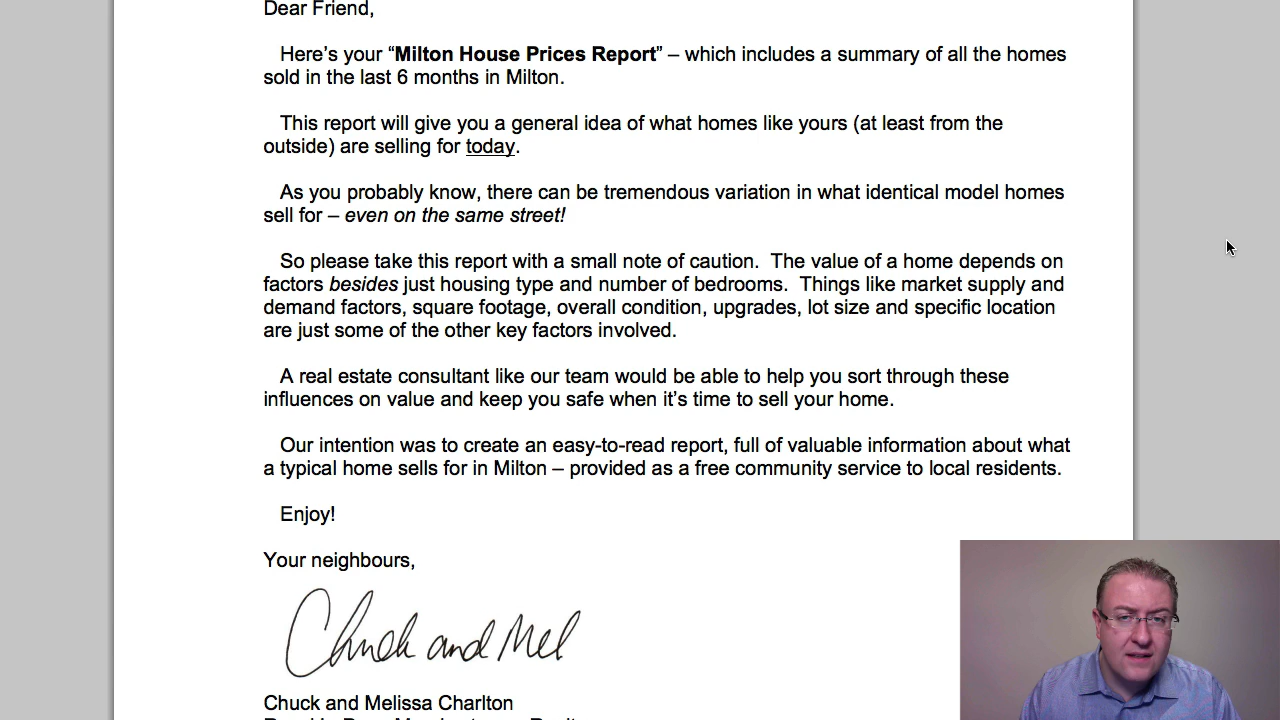 Dear Friend,
Here's your “Milton House Prices Report” – which includes a summary of all the homes
sold in the last 6 months in Milton.
This report will give you a general idea of what homes like yours (at least from the
outside) are selling for today.
As you probably know, there can be tremendous variation in what identical model homes
sell for – even on the same street!
So please take this report with a small note of caution.  The value of a home depends on
factors besides just housing type and number of bedrooms.  Things like market supply and
demand factors, square footage, overall condition, upgrades, lot size and specific location
are just some of the other key factors involved.
A real estate consultant like our team would be able to help you sort through these
influences on value and keep you safe when it’s time to sell your home.
Our intention was to create an easy-to-read report, full of valuable information about what
a typical home sells for in Milton – provided as a free community service to local residents.
Enjoy!
Your neighbours,
Chuck and Mel
Chuck and Melissa Charlton